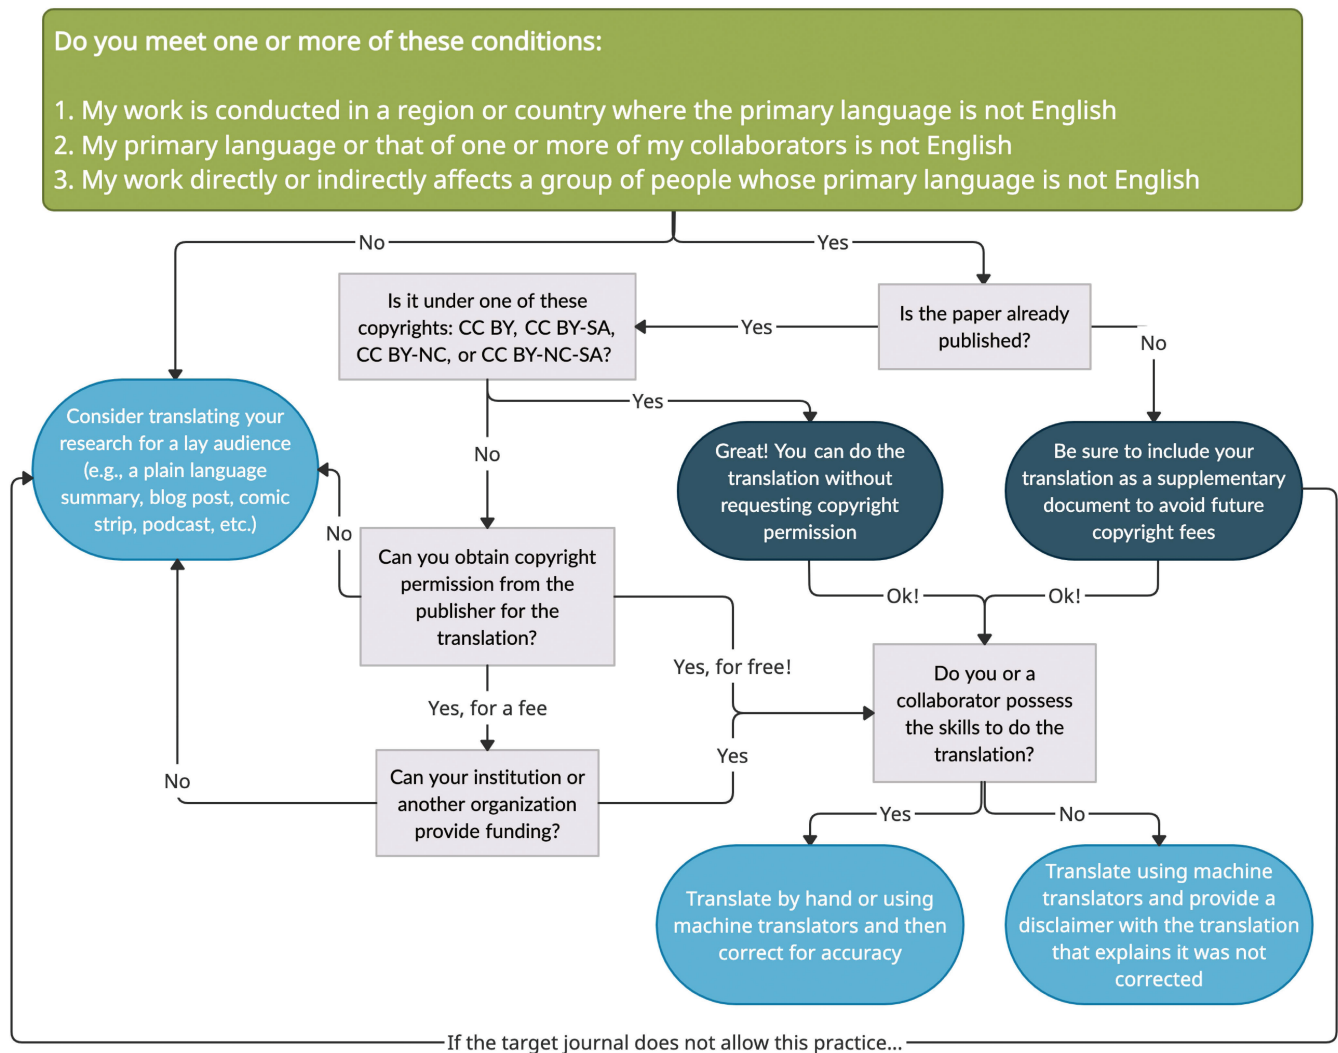 Do you meet one or more of these conditions:
1. My work is conducted in a region or country where the primary language is not English
2. My primary language or that of one or more of my collaborators is not English
3. My work directly or indirectly affects a group of people whose primary language is not English
No
Yes
Is it under one of these
copyrights: CC BY, CC BY-SA,
CC BY-NC, or CC BY-NC-SA?
Yes
Is the paper already
published?
No
Consider translating your
research for a lay audience
(e.g., a plain language
summary, blog post, comic
strip, podcast, etc.)
Yes
No
Great! You can do the
translation without
requesting copyright
permission
Be sure to include your
translation as a supplementary
document to avoid future
copyright fees
No
Can you obtain copyright
permission from the
publisher for the
translation?
Ok!
Ok!
Yes, for free!
Yes, for a fee
Do you or a
collaborator possess
the skills to do the
translation?
Yes
No
Can your institution or
another organization
provide funding?
Yes
No
Translate by hand or using
machine translators and then
correct for accuracy
Translate using machine
translators and provide a
disclaimer with the translation
that explains it was not
corrected
If the target journal does not allow this practice...